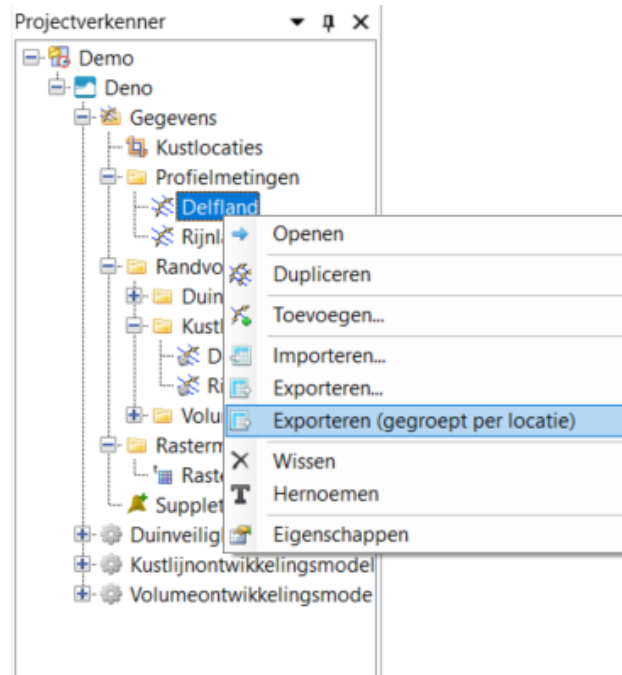 Projectverkenner
Demo
Deno
Gegevens
Kustlocaties
Profielmetingen
Delfland
Openen
Dupliceren
Toevoegen...
Importeren...
Exporteren...
Exporteren (gegroept per locatie)
Wissen
Hernoemen
Eigenschappen
Kustlijnontwikkelingsmodel
Volumeontwikkelingsmode